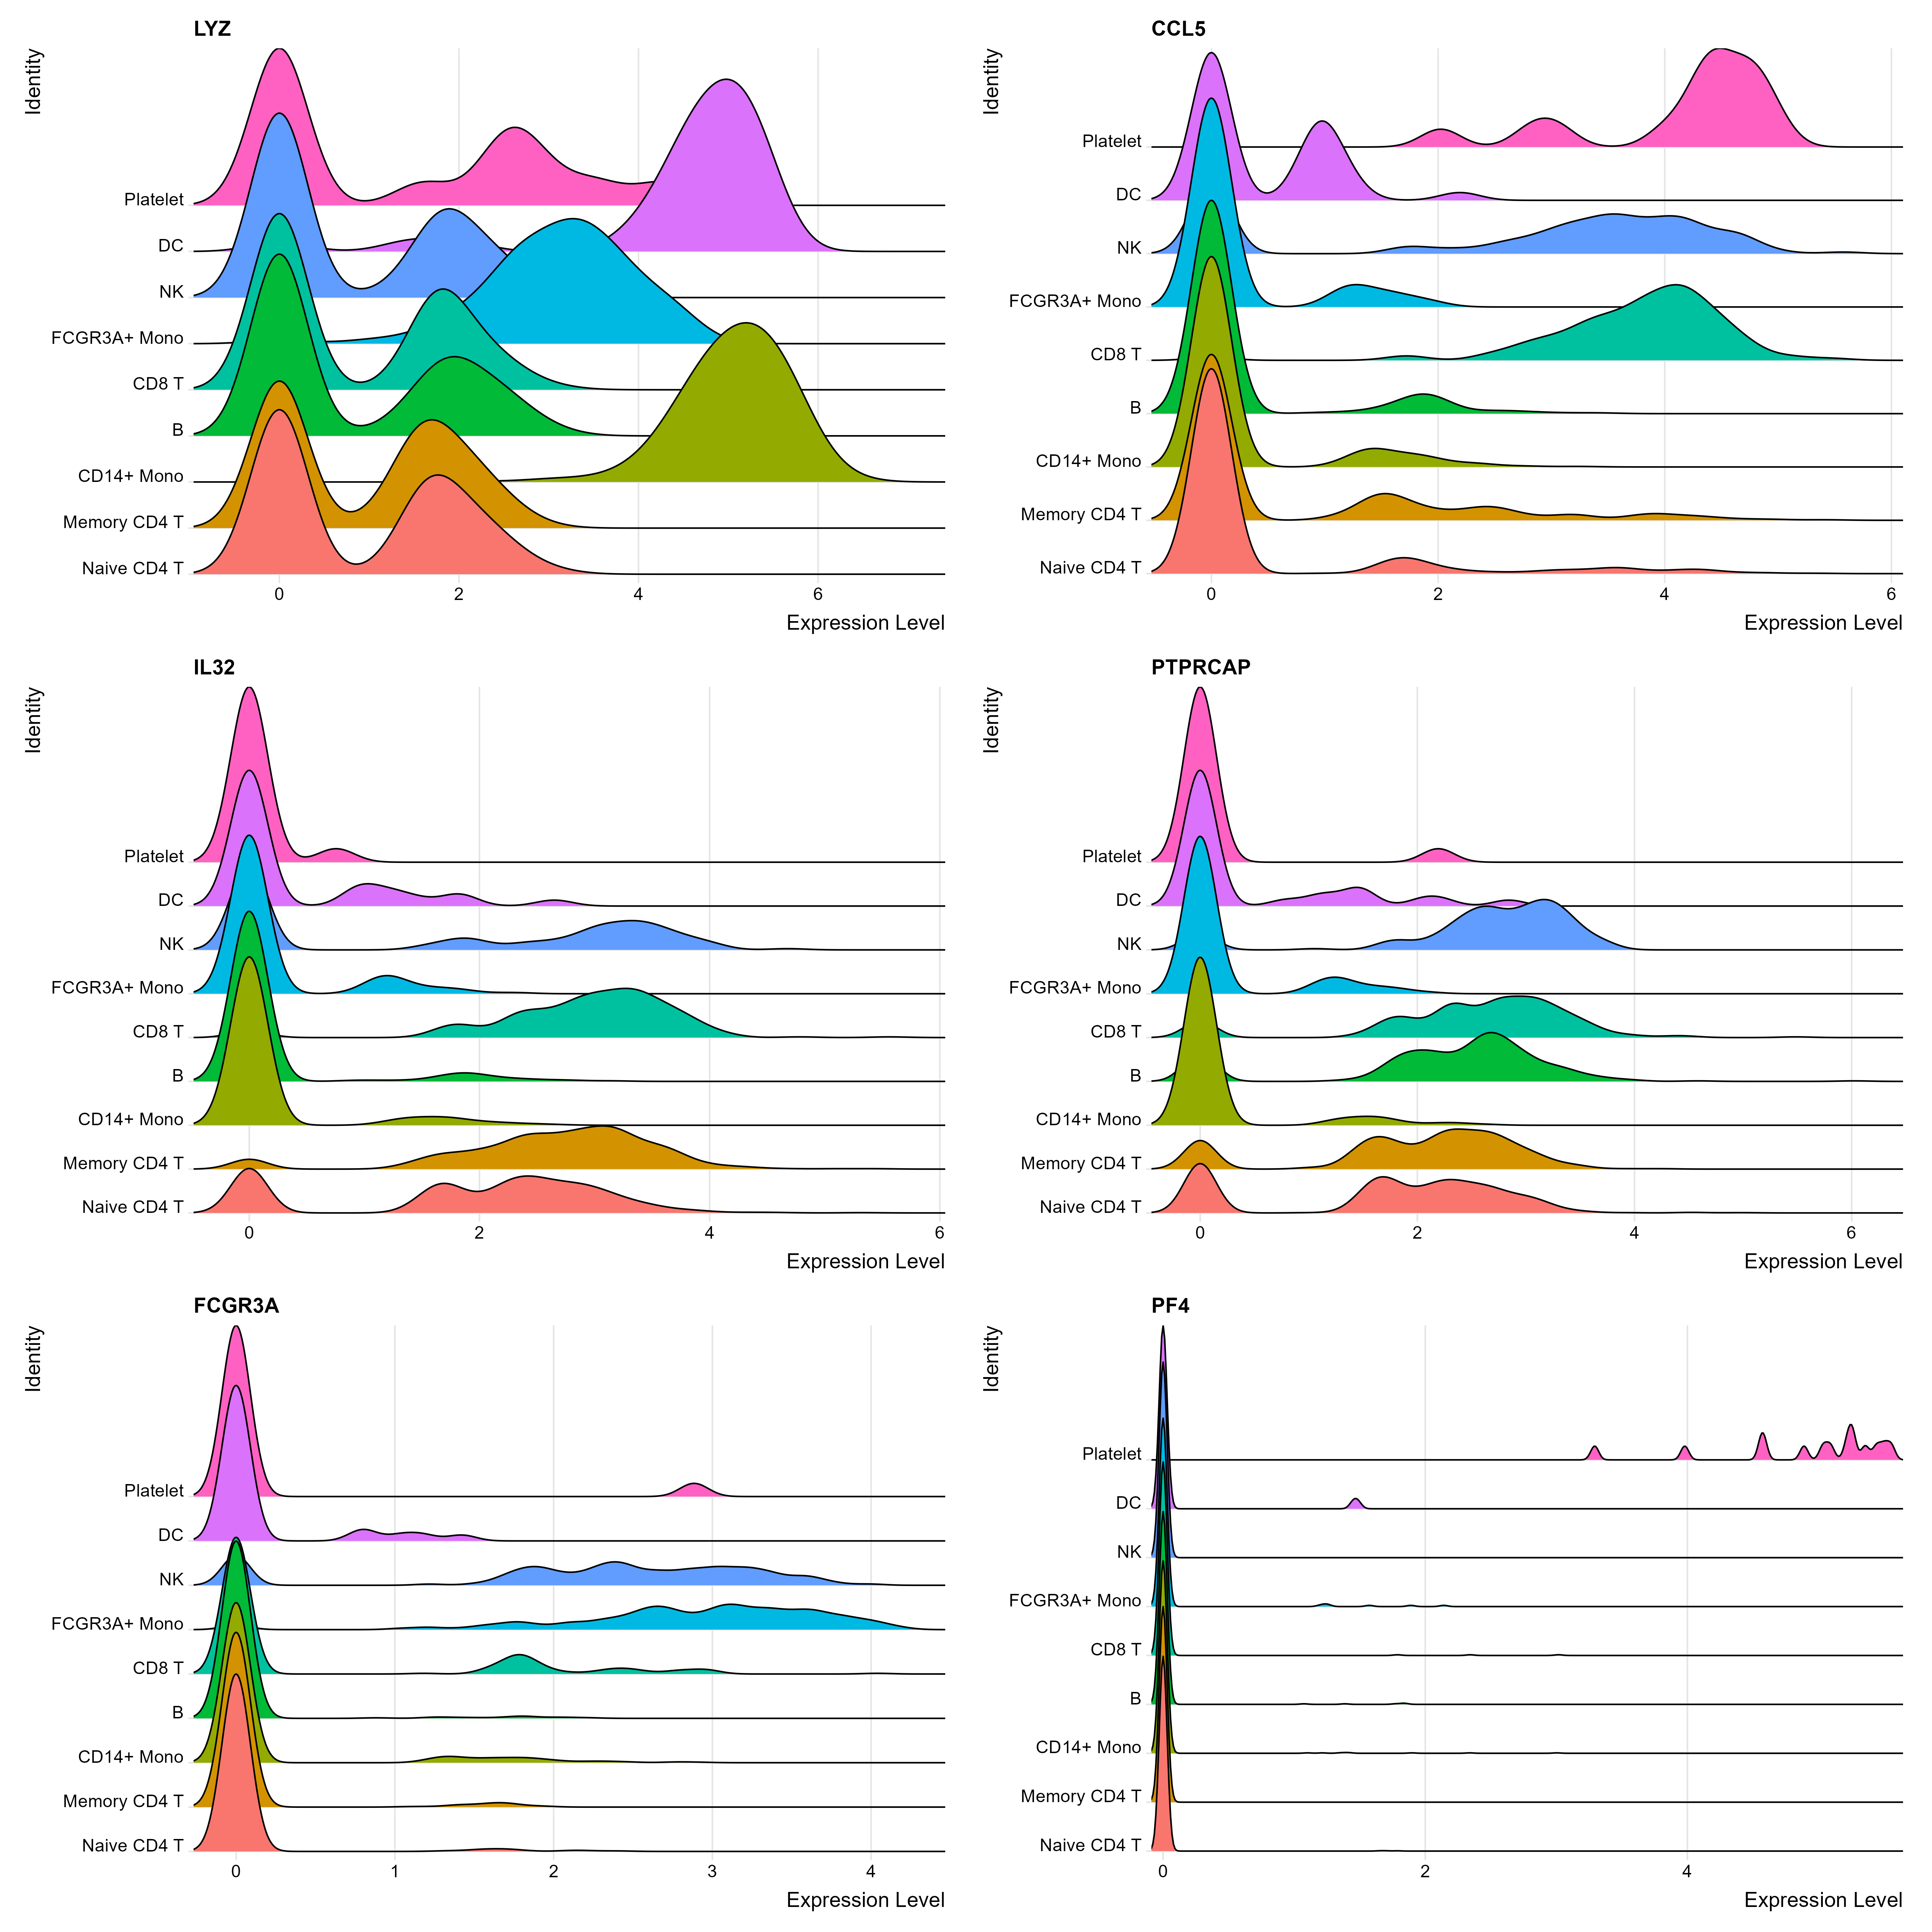 LYZ
Identity
Platelet
DC
NK
FCGR3A+ Mono
CD8 T
B
CD14+ Mono
Memory CD4 T
Naive CD4 T
0 2 4 6
Expression Level
CCL5
Identity
Platelet
DC
NK
FCGR3A+ Mono
CD8 T
B
CD14+ Mono
Memory CD4 T
Naive CD4 T
0 2 4 6
Expression Level
IL32
Identity
Platelet
DC
NK
FCGR3A+ Mono
CD8 T
B
CD14+ Mono
Memory CD4 T
Naive CD4 T
0 2 4 6
Expression Level
PTPRCAP
Identity
Platelet
DC
NK
FCGR3A+ Mono
CD8 T
B
CD14+ Mono
Memory CD4 T
Naive CD4 T
0 2 4 6
Expression Level
FCGR3A
Identity
Platelet
DC
NK
FCGR3A+ Mono
CD8 T
B
CD14+ Mono
Memory CD4 T
Naive CD4 T
0 1 2 3 4
Expression Level
PF4
Identity
Platelet
DC
NK
FCGR3A+ Mono
CD8 T
B
CD14+ Mono
Memory CD4 T
Naive CD4 T
0 2 4
Expression Level